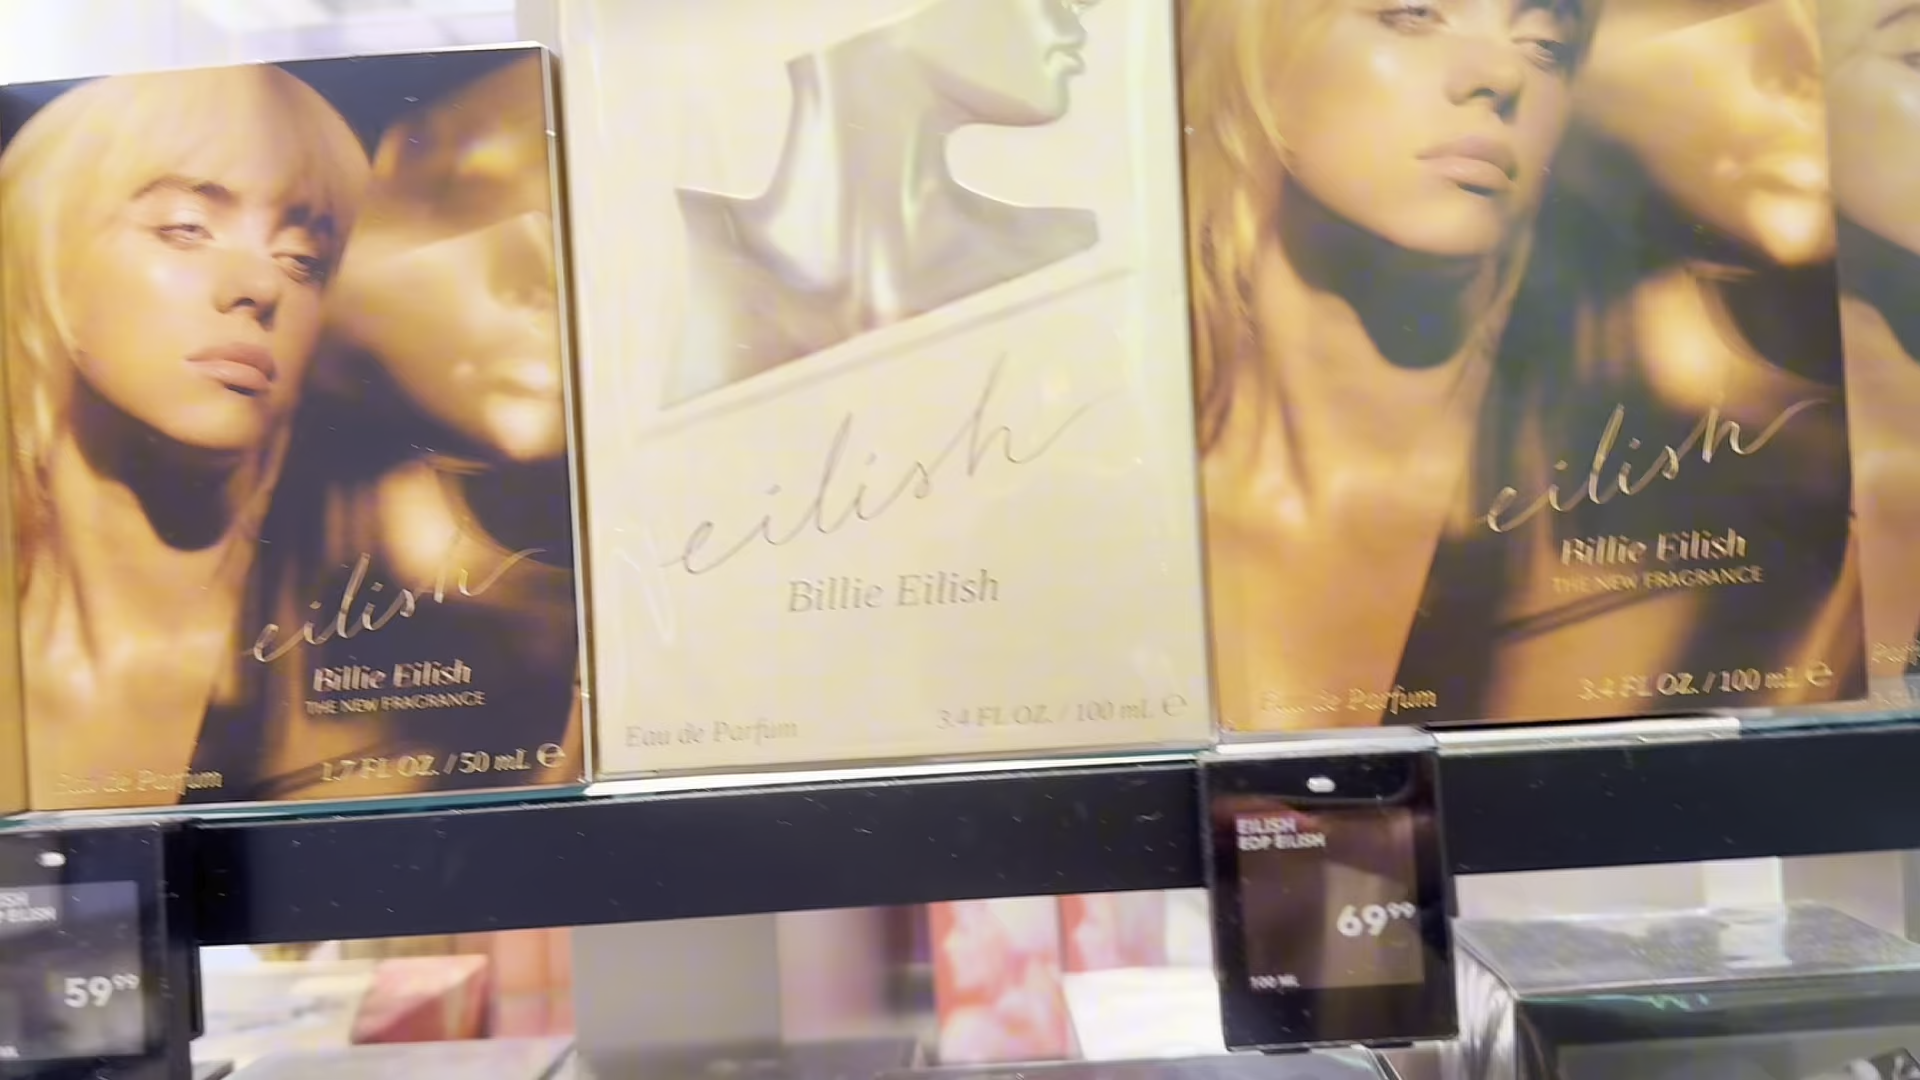 eilish
Billie Eilish
THE NEW FRAGRANCE
Eau de Parfum
1.7 FL OZ. / 50 mL ℮
eilish
Billie Eilish
Eau de Parfum
3.4 FL OZ. / 100 mL ℮
eilish
Billie Eilish
THE NEW FRAGRANCE
Eau de Parfum
3.4 FL OZ. / 100 mL ℮
EILISH
59⁹⁹
EILISH
EDP EILISH
69⁹⁹
100 ML